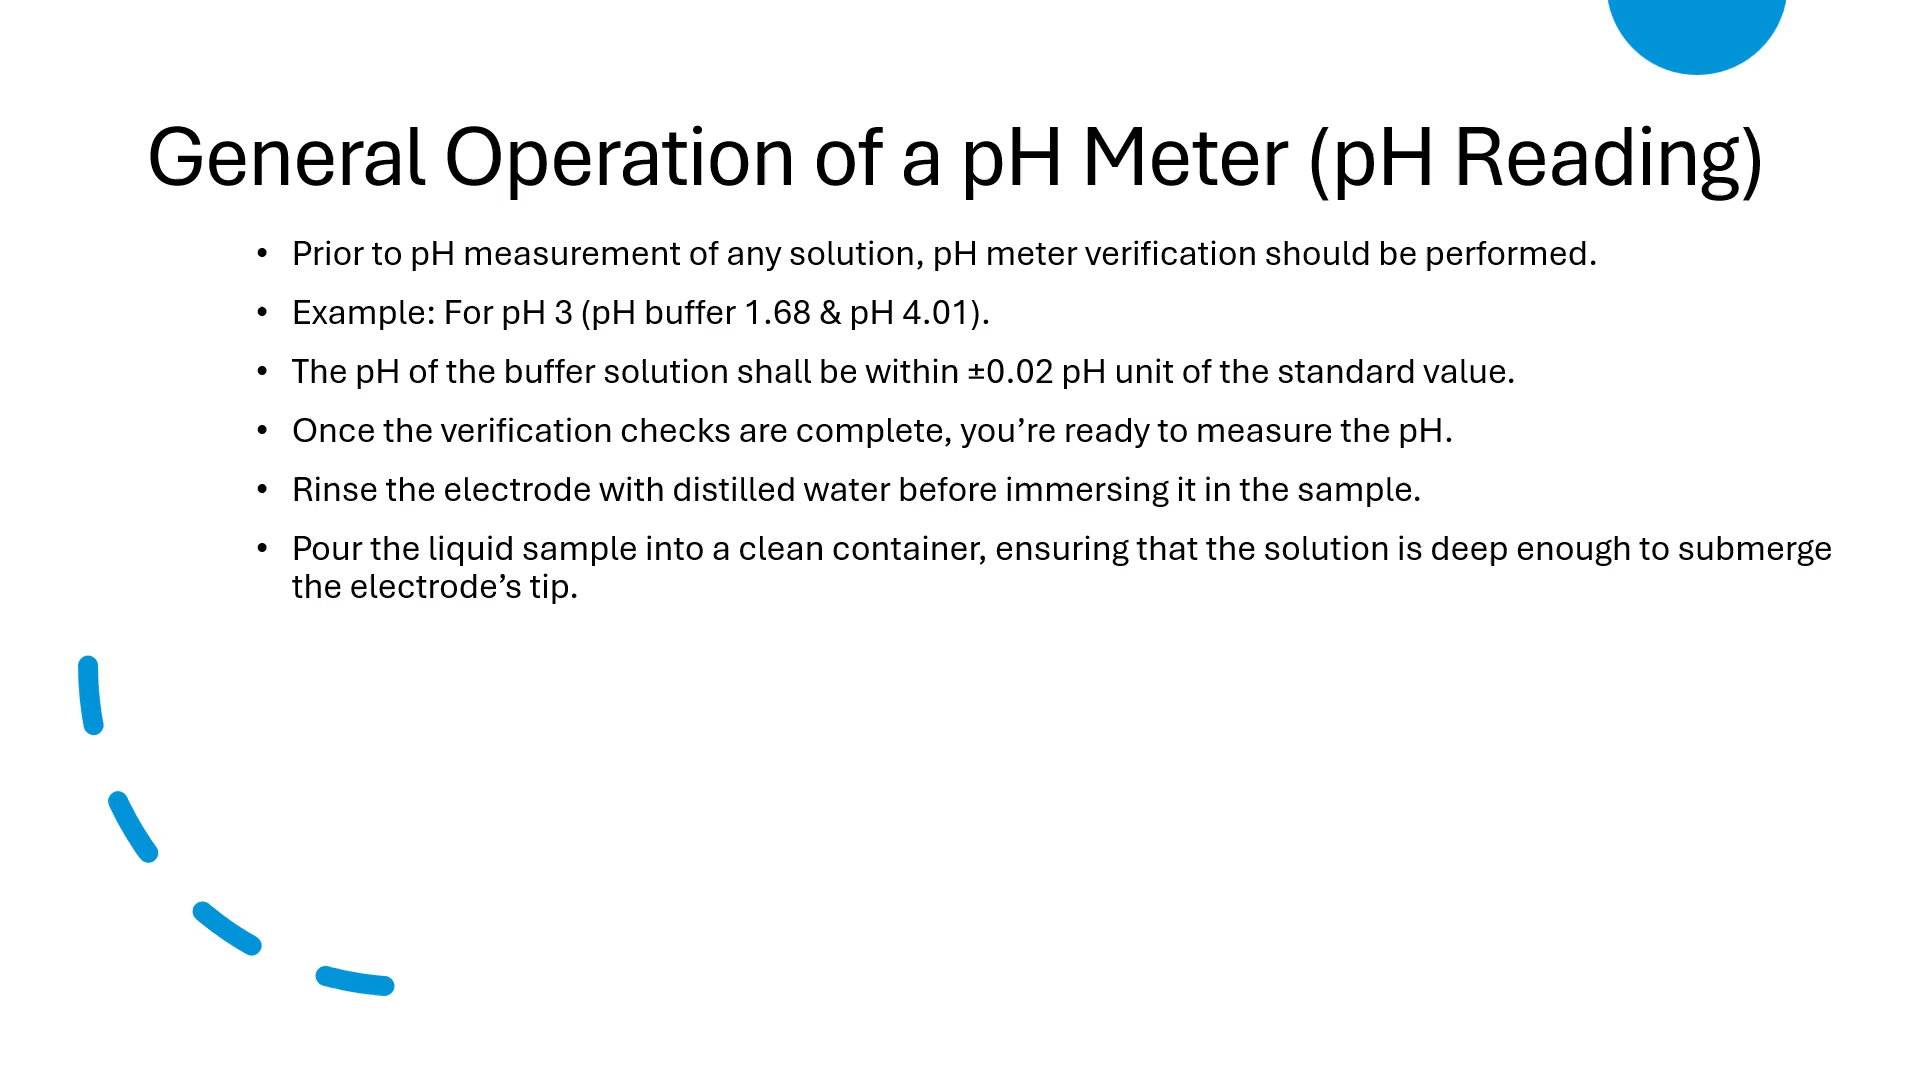 General Operation of a pH Meter (pH Reading)
• Prior to pH measurement of any solution, pH meter verification should be performed.
• Example: For pH 3 (pH buffer 1.68 & pH 4.01).
• The pH of the buffer solution shall be within ±0.02 pH unit of the standard value.
• Once the verification checks are complete, you’re ready to measure the pH.
• Rinse the electrode with distilled water before immersing it in the sample.
• Pour the liquid sample into a clean container, ensuring that the solution is deep enough to submerge
the electrode’s tip.